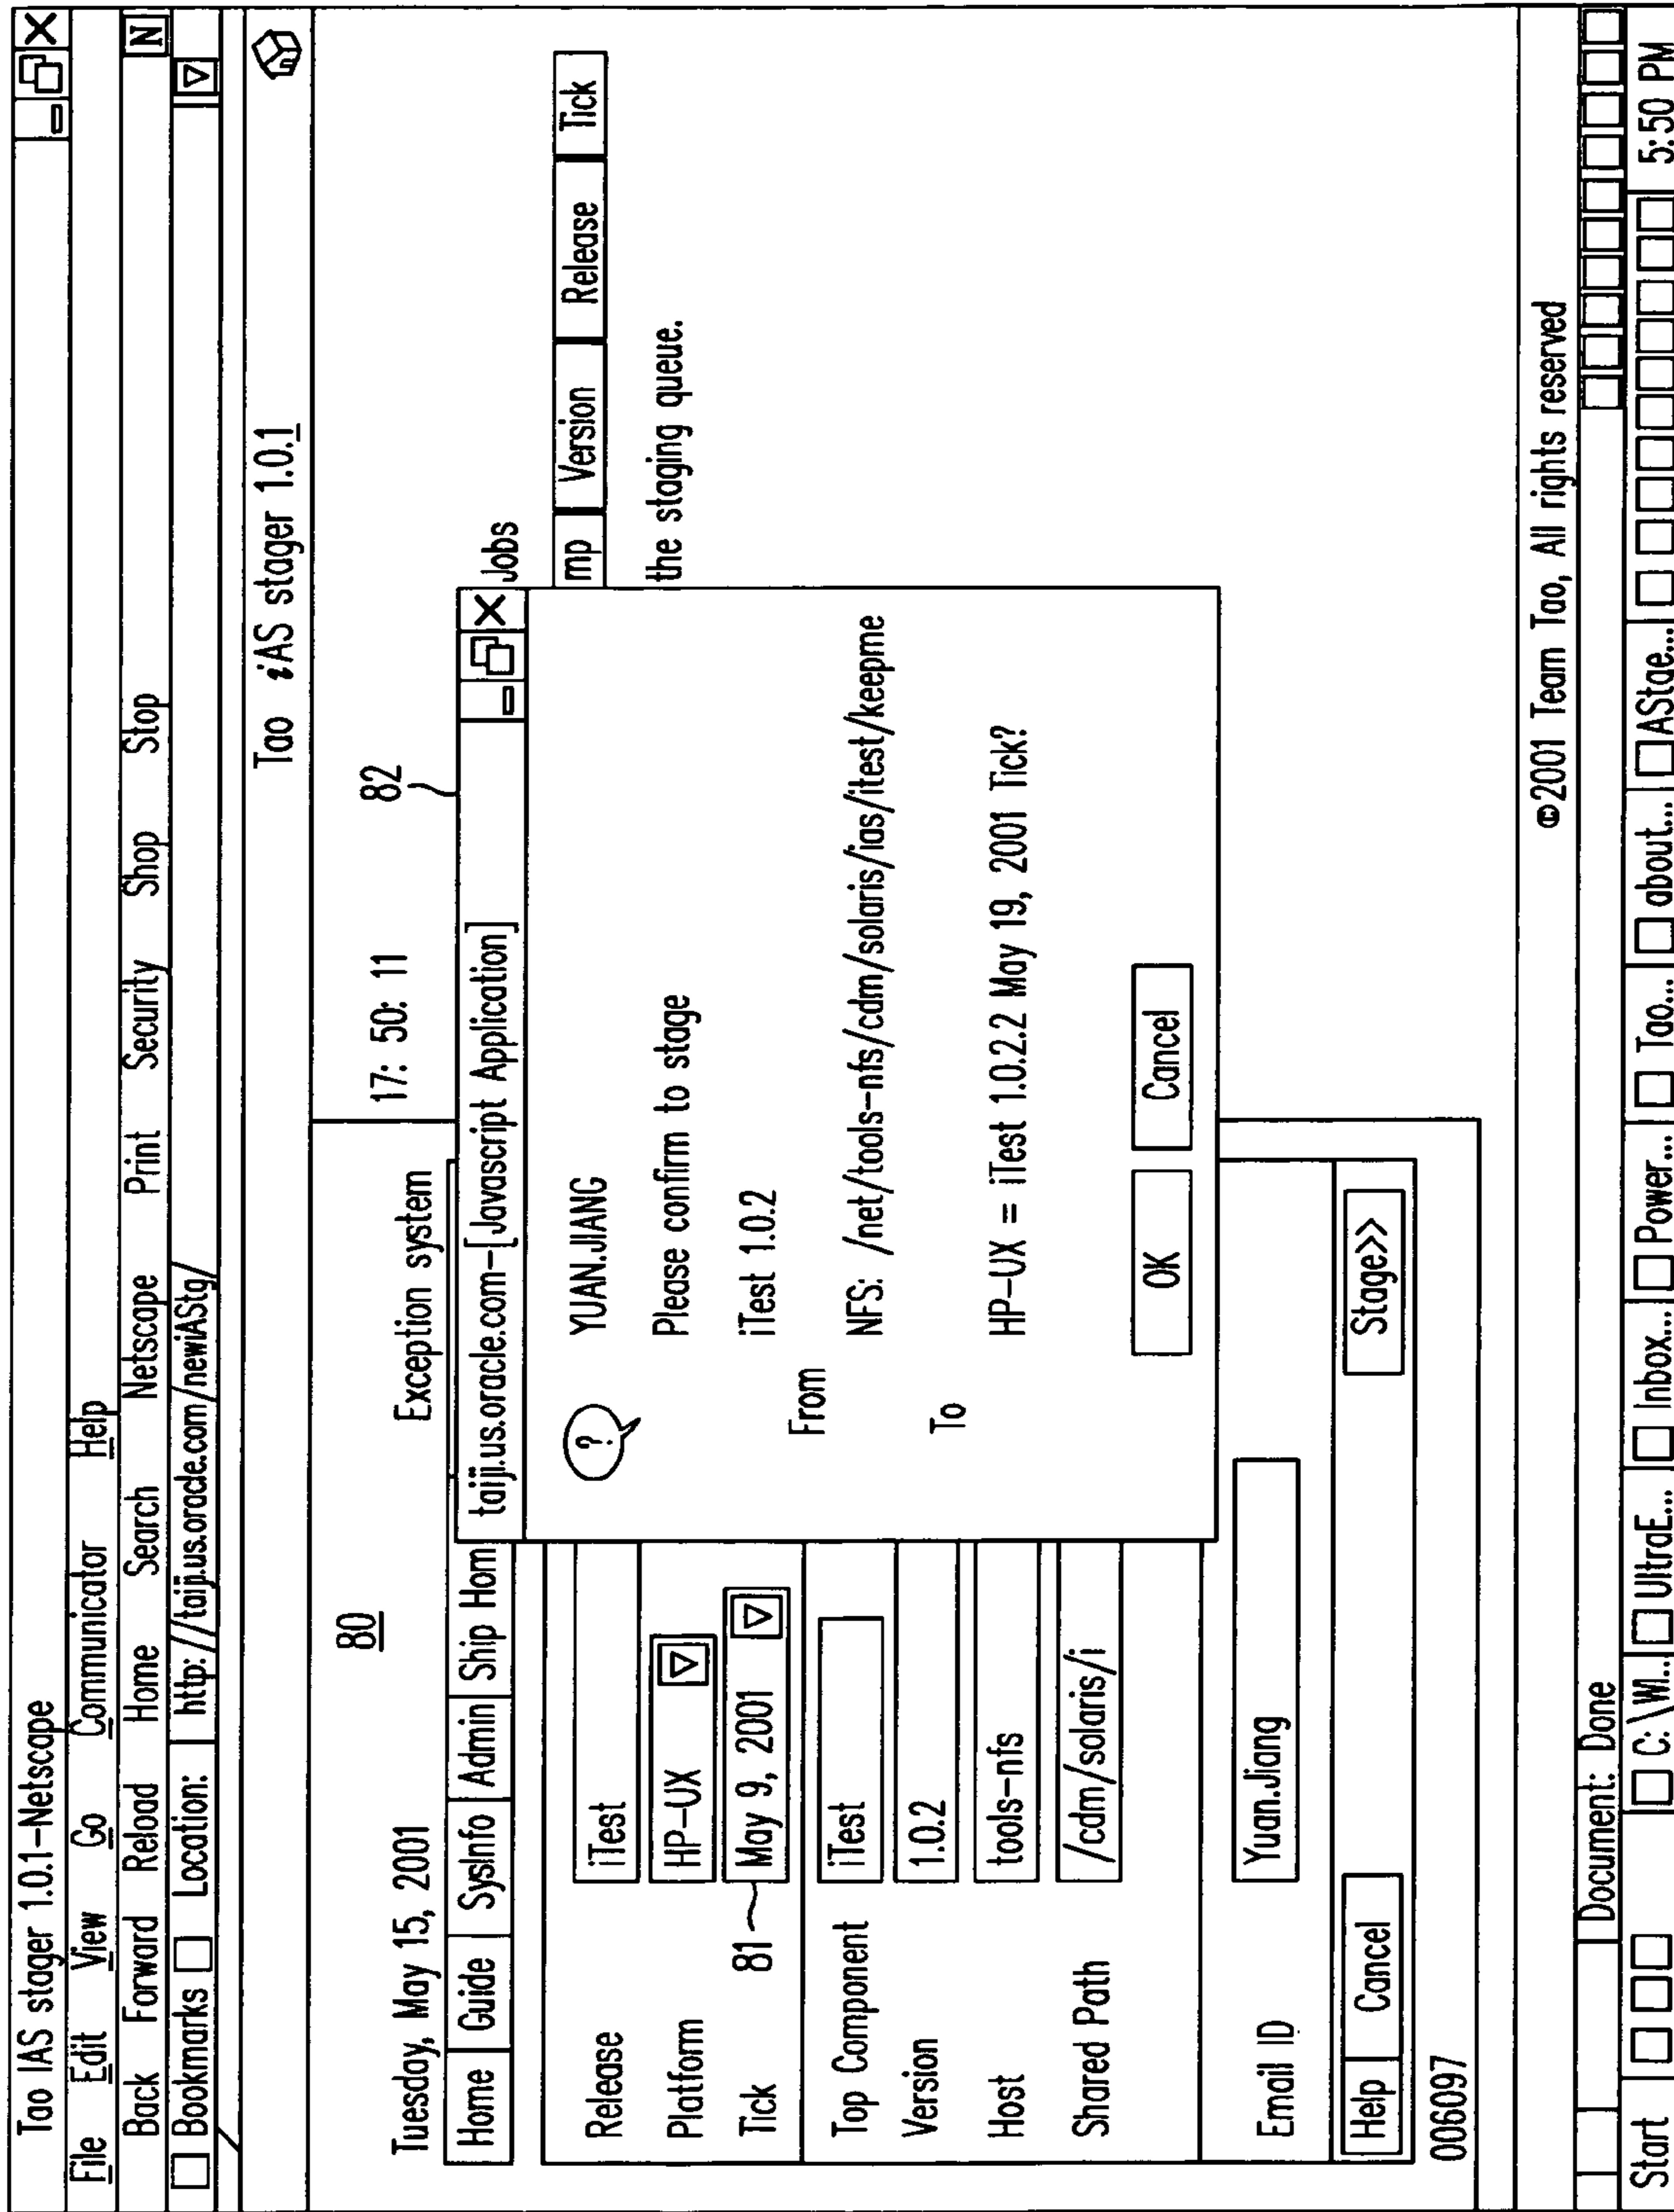 Tao IAS stager 1.0.1-Netscape
File Edit View Go Communicator Help
Back Forward Reload Home Search Netscape Print Security Shop Stop N
Bookmarks Location: http://taiji.us.oracle.com/newiAStg/
Tao iAS stager 1.0.1
80
Tuesday, May 15, 2001 Exception system 17: 50: 11
82
Home Guide SysInfo Admin Ship Hom Jobs
mp Version Release Tick
the staging queue.
Release iTest
Platform HP-UX
Tick 81 May 9, 2001
Top Component iTest
Version 1.0.2
Host tools-nfs
Shared Path /cdm/solaris/i
Email ID Yuan.Jiang
Help Cancel Stage>>
006097
taiji.us.oracle.com-[Javascript Application]
? YUAN.JIANG
Please confirm to stage
iTest 1.0.2
From
NFS: /net/tools-nfs/cdm/solaris/ias/itest/keepme
To
HP-UX = iTest 1.0.2.2 May 19, 2001 Tick?
OK Cancel
©2001 Team Tao, All rights reserved
Document: Done
Start C:\WI... UltraE... Inbox... Power... Tao... about... AStae... 5:50 PM